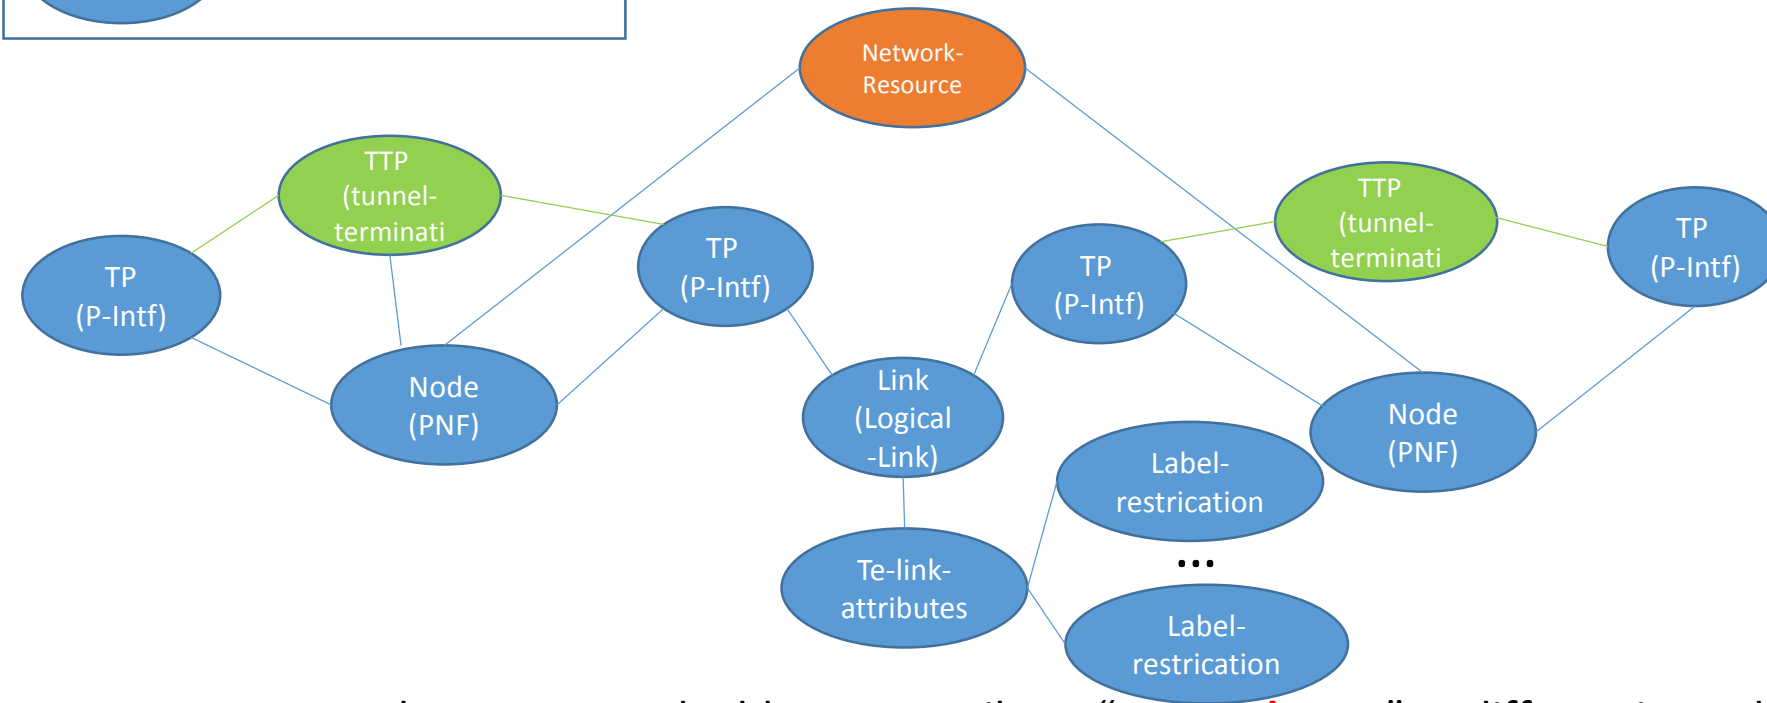 Network-
Resource
TTP
(tunnel-
terminati
TTP
(tunnel-
terminati
TP
(P-Intf)
TP
(P-Intf)
TP
(P-Intf)
TP
(P-Intf)
Node
(PNF)
Link
(Logical
-Link)
Node
(PNF)
Label-
restrication
...
Te-link-
attributes
Label-
restrication